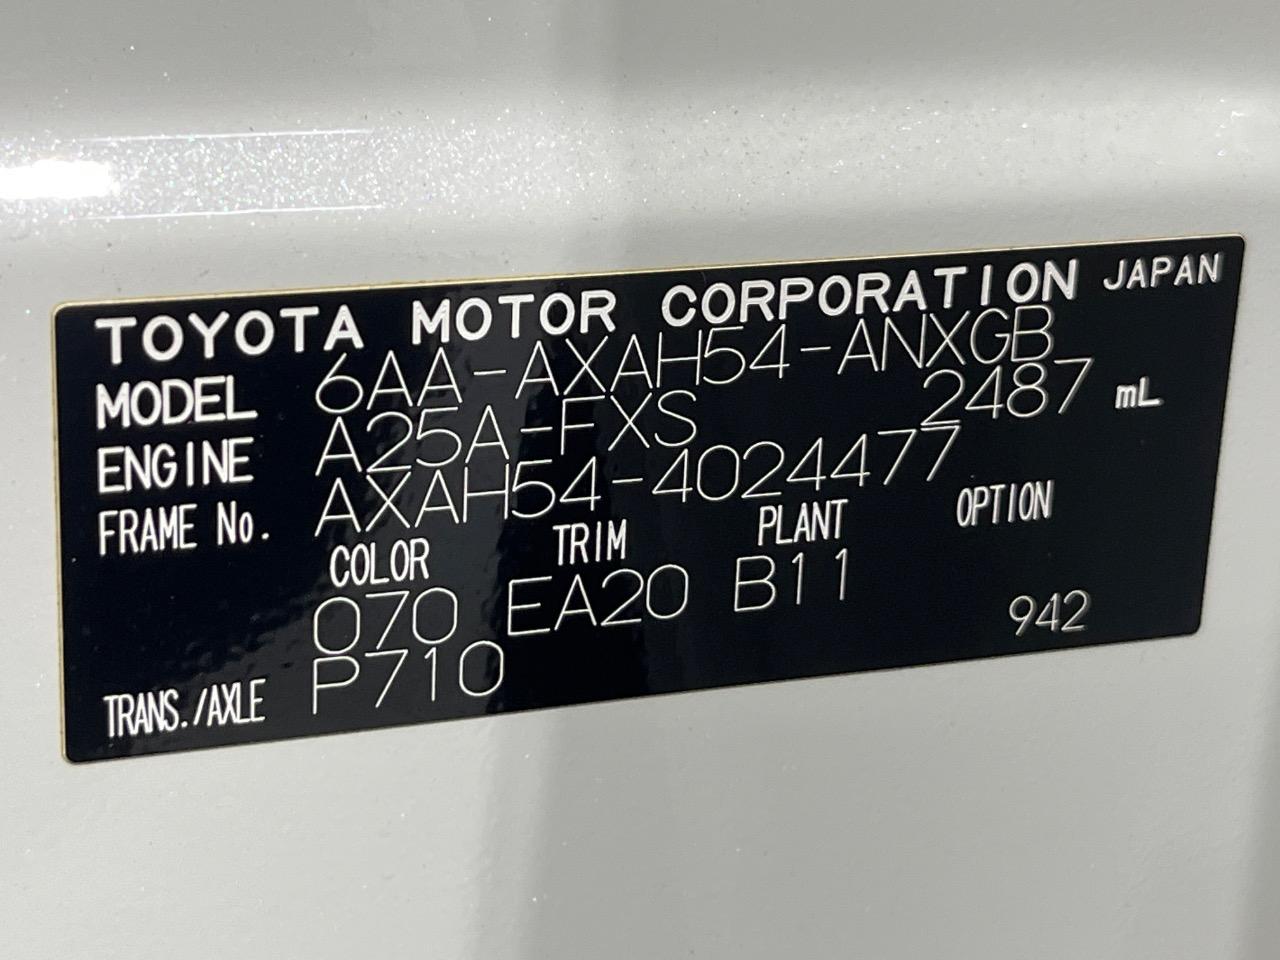 TOYOTA MOTOR CORPORATION JAPAN
MODEL 6AA-AXAH54-ANXGB
ENGINE A25A-FXS 2487 mL
FRAME No. AXAH54-4024477
COLOR TRIM PLANT OPTION
070 EA20 B11
TRANS./AXLE P710 942